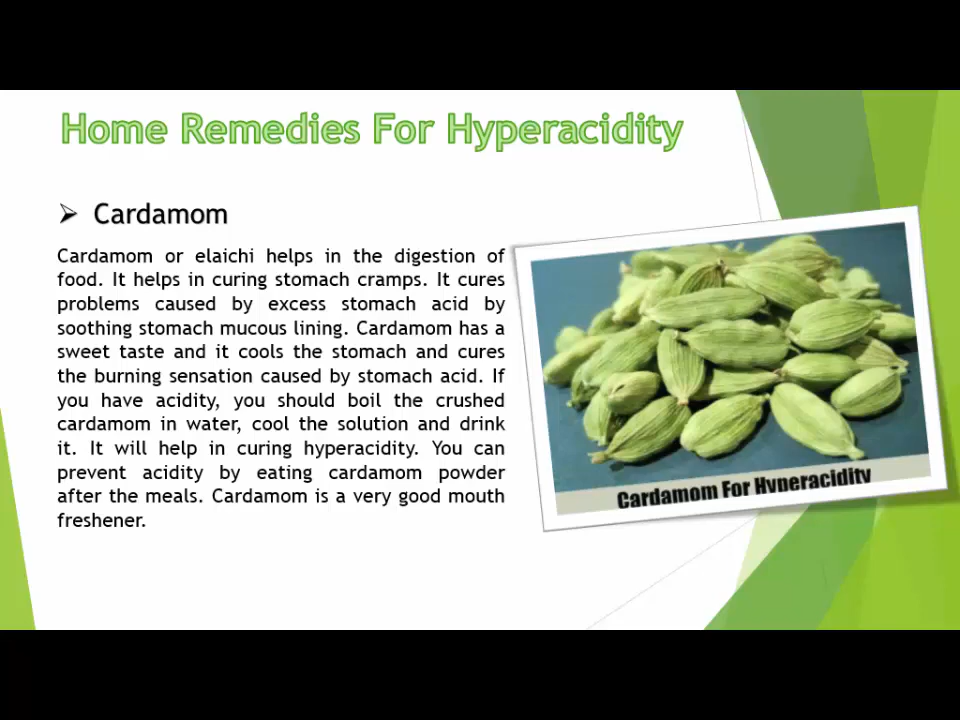 Home Remedies For Hyperacidity
Cardamom
Cardamom or elaichi helps in the digestion of
food. It helps in curing stomach cramps. It cures
problems caused by excess stomach acid by
soothing stomach mucous lining. Cardamom has a
sweet taste and it cools the stomach and cures
the burning sensation caused by stomach acid. If
you have acidity, you should boil the crushed
cardamom in water, cool the solution and drink
it. It will help in curing hyperacidity. You can
prevent acidity by eating cardamom powder
after the meals. Cardamom is a very good mouth
freshener.
Cardamom For Hyperacidity